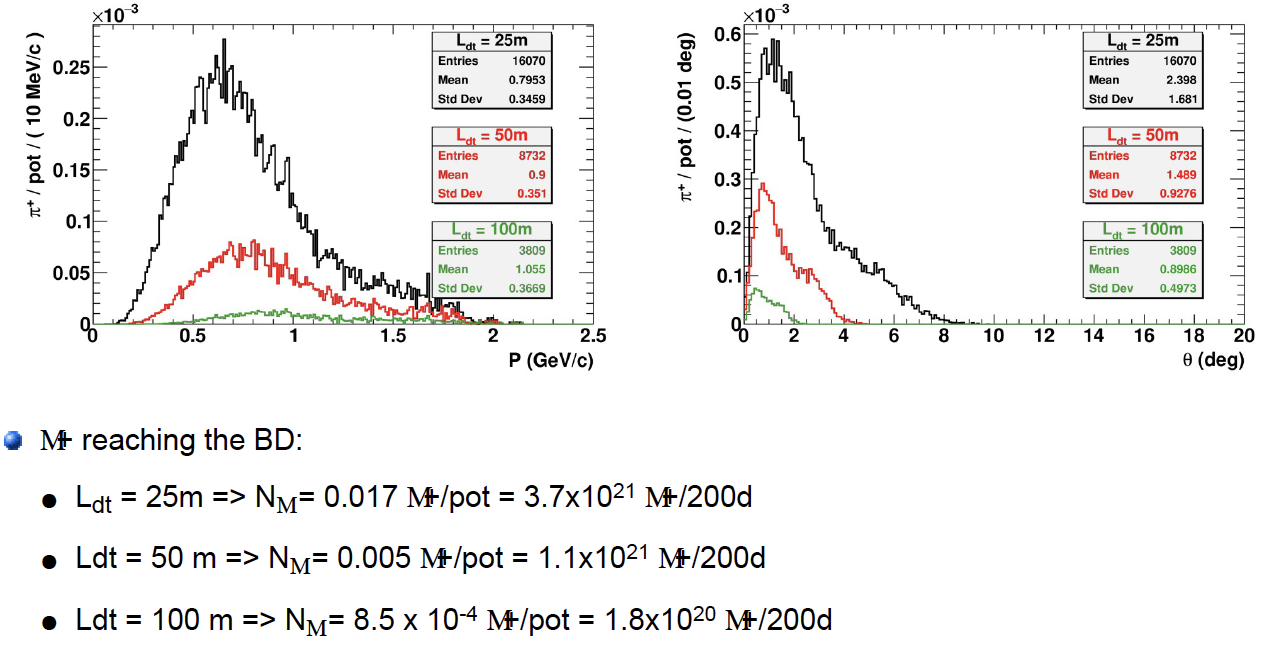 ×10⁻³
π⁺ / pot / ( 10 MeV/c )
0.25
0.2
0.15
0.1
0.05
0
0 0.5 1 1.5 2 2.5
P (GeV/c)
L_dt = 25m
Entries 16070
Mean 0.7953
Std Dev 0.3459
L_dt = 50m
Entries 8732
Mean 0.9
Std Dev 0.351
L_dt = 100m
Entries 3809
Mean 1.055
Std Dev 0.3669
×10⁻³
π⁺ / pot / (0.01 deg)
0.6
0.5
0.4
0.3
0.2
0.1
0
0 2 4 6 8 10 12 14 16 18 20
θ (deg)
L_dt = 25m
Entries 16070
Mean 2.398
Std Dev 1.681
L_dt = 50m
Entries 8732
Mean 1.489
Std Dev 0.9276
L_dt = 100m
Entries 3809
Mean 0.8986
Std Dev 0.4973
M+ reaching the BD:
L_dt = 25m => N_M= 0.017 M+/pot = 3.7x10²¹ M+/200d
Ldt = 50 m => N_M= 0.005 M+/pot = 1.1x10²¹ M+/200d
Ldt = 100 m => N_M= 8.5 x 10⁻⁴ M+/pot = 1.8x10²⁰ M+/200d